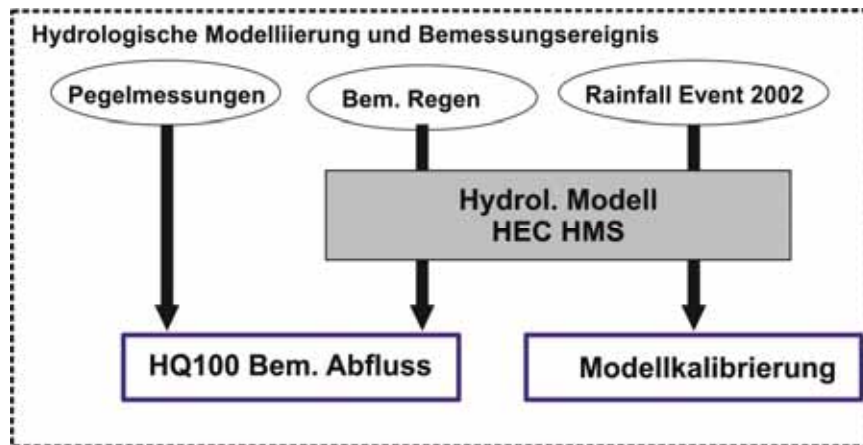 Hydrologische Modelliierung und Bemessungsereignis
Pegelmessungen
Bem. Regen
Rainfall Event 2002
Hydrol. Modell
HEC HMS
HQ100 Bem. Abfluss
Modellkalibrierung